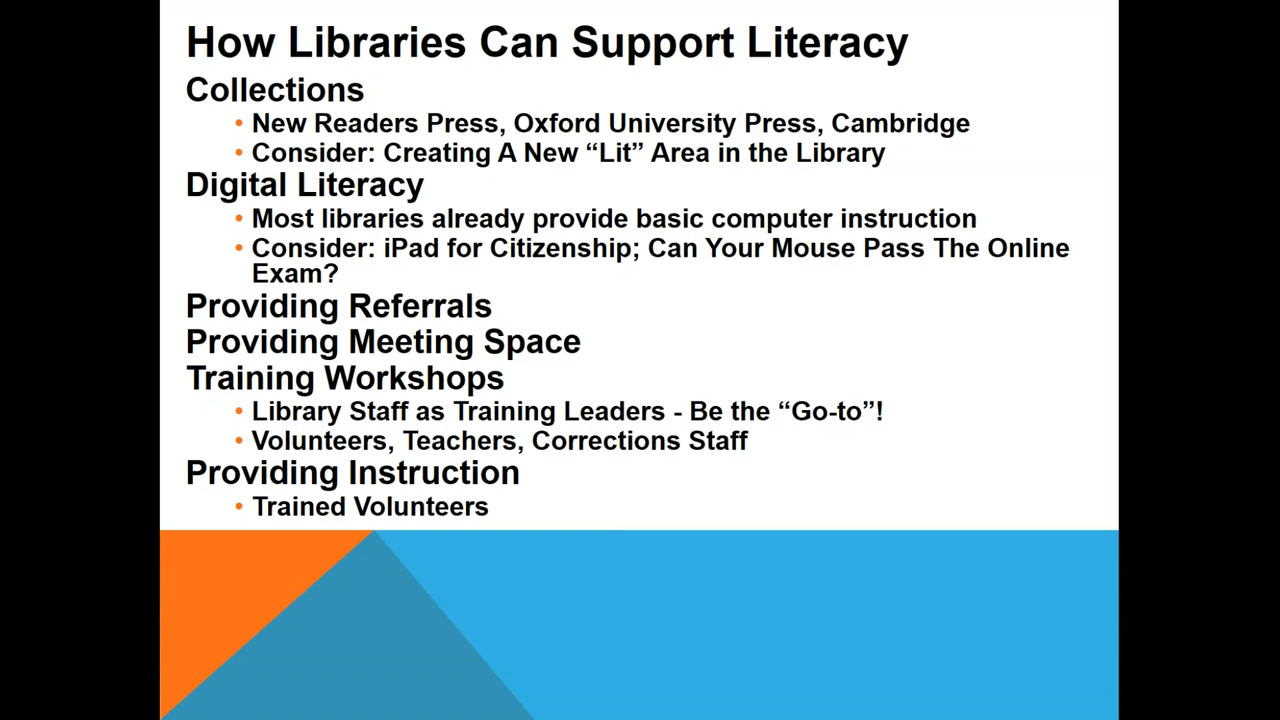 How Libraries Can Support Literacy
Collections
• New Readers Press, Oxford University Press, Cambridge
• Consider: Creating A New “Lit” Area in the Library
Digital Literacy
• Most libraries already provide basic computer instruction
• Consider: iPad for Citizenship; Can Your Mouse Pass The Online
Exam?
Providing Referrals
Providing Meeting Space
Training Workshops
• Library Staff as Training Leaders - Be the “Go-to”!
• Volunteers, Teachers, Corrections Staff
Providing Instruction
• Trained Volunteers